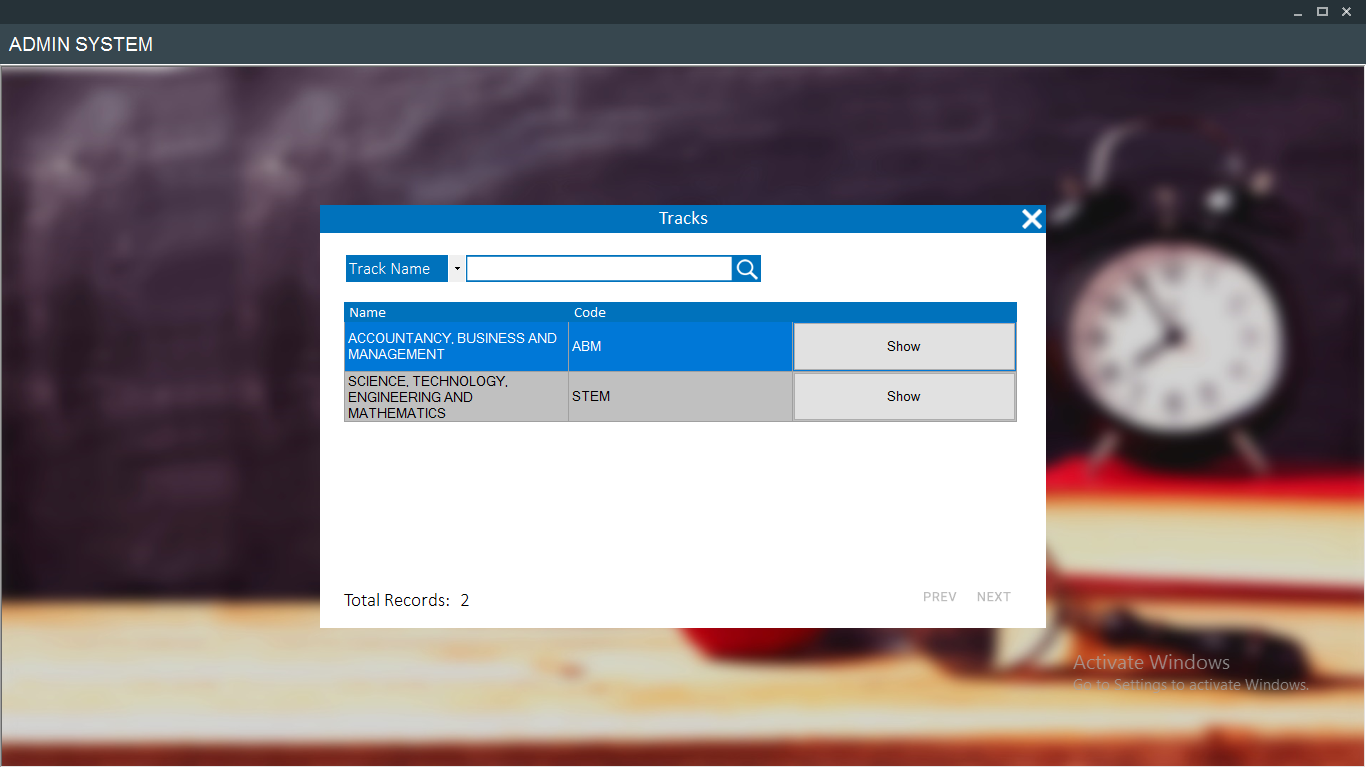 ADMIN SYSTEM
Tracks
Track Name
Name Code
ACCOUNTANCY, BUSINESS AND
MANAGEMENT
ABM
Show
SCIENCE, TECHNOLOGY,
ENGINEERING AND
MATHEMATICS
STEM
Show
Total Records: 2
PREV NEXT
Activate Windows
Go to Settings to activate Windows.